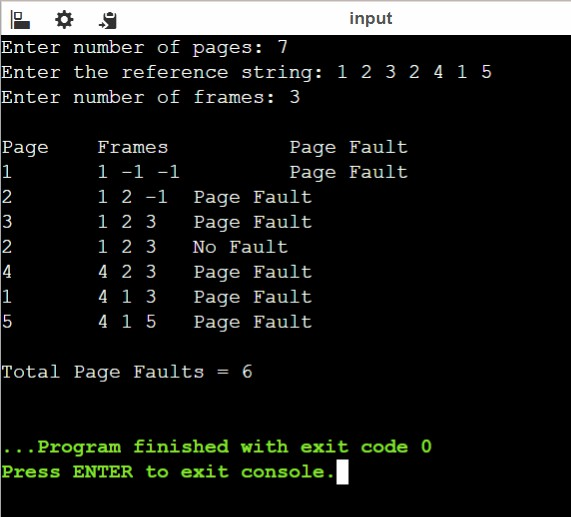 input
Enter number of pages: 7
Enter the reference string: 1 2 3 2 4 1 5
Enter number of frames: 3
Page Frames Page Fault
1 1 -1 -1 Page Fault
2 1 2 -1 Page Fault
3 1 2 3 Page Fault
2 1 2 3 No Fault
4 4 2 3 Page Fault
1 4 1 3 Page Fault
5 4 1 5 Page Fault
Total Page Faults = 6
...Program finished with exit code 0
Press ENTER to exit console.